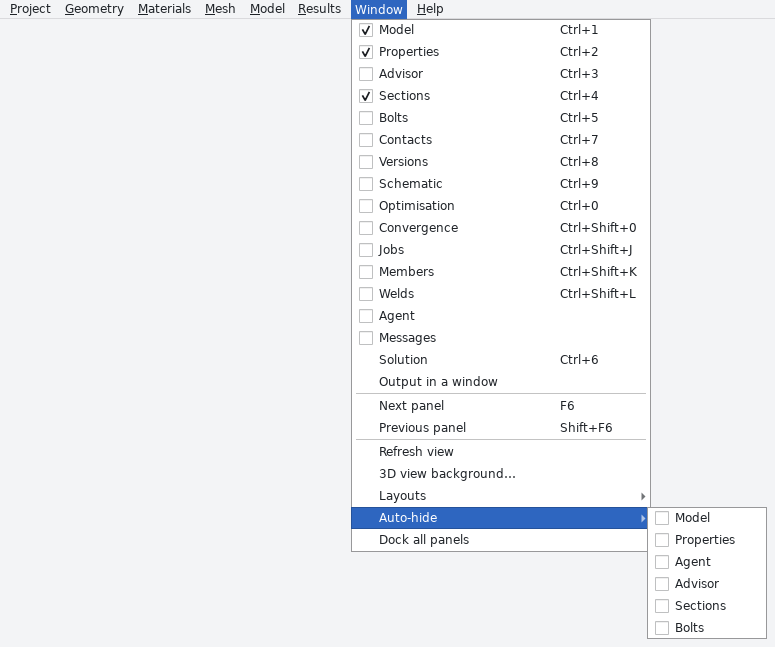 Project Geometry Materials Mesh Model Results Window Help
Model Ctrl+1
Properties Ctrl+2
Advisor Ctrl+3
Sections Ctrl+4
Bolts Ctrl+5
Contacts Ctrl+7
Versions Ctrl+8
Schematic Ctrl+9
Optimisation Ctrl+0
Convergence Ctrl+Shift+0
Jobs Ctrl+Shift+J
Members Ctrl+Shift+K
Welds Ctrl+Shift+L
Agent
Messages
Solution Ctrl+6
Output in a window
Next panel F6
Previous panel Shift+F6
Refresh view
3D view background...
Layouts
Auto-hide
Dock all panels
Model
Properties
Agent
Advisor
Sections
Bolts